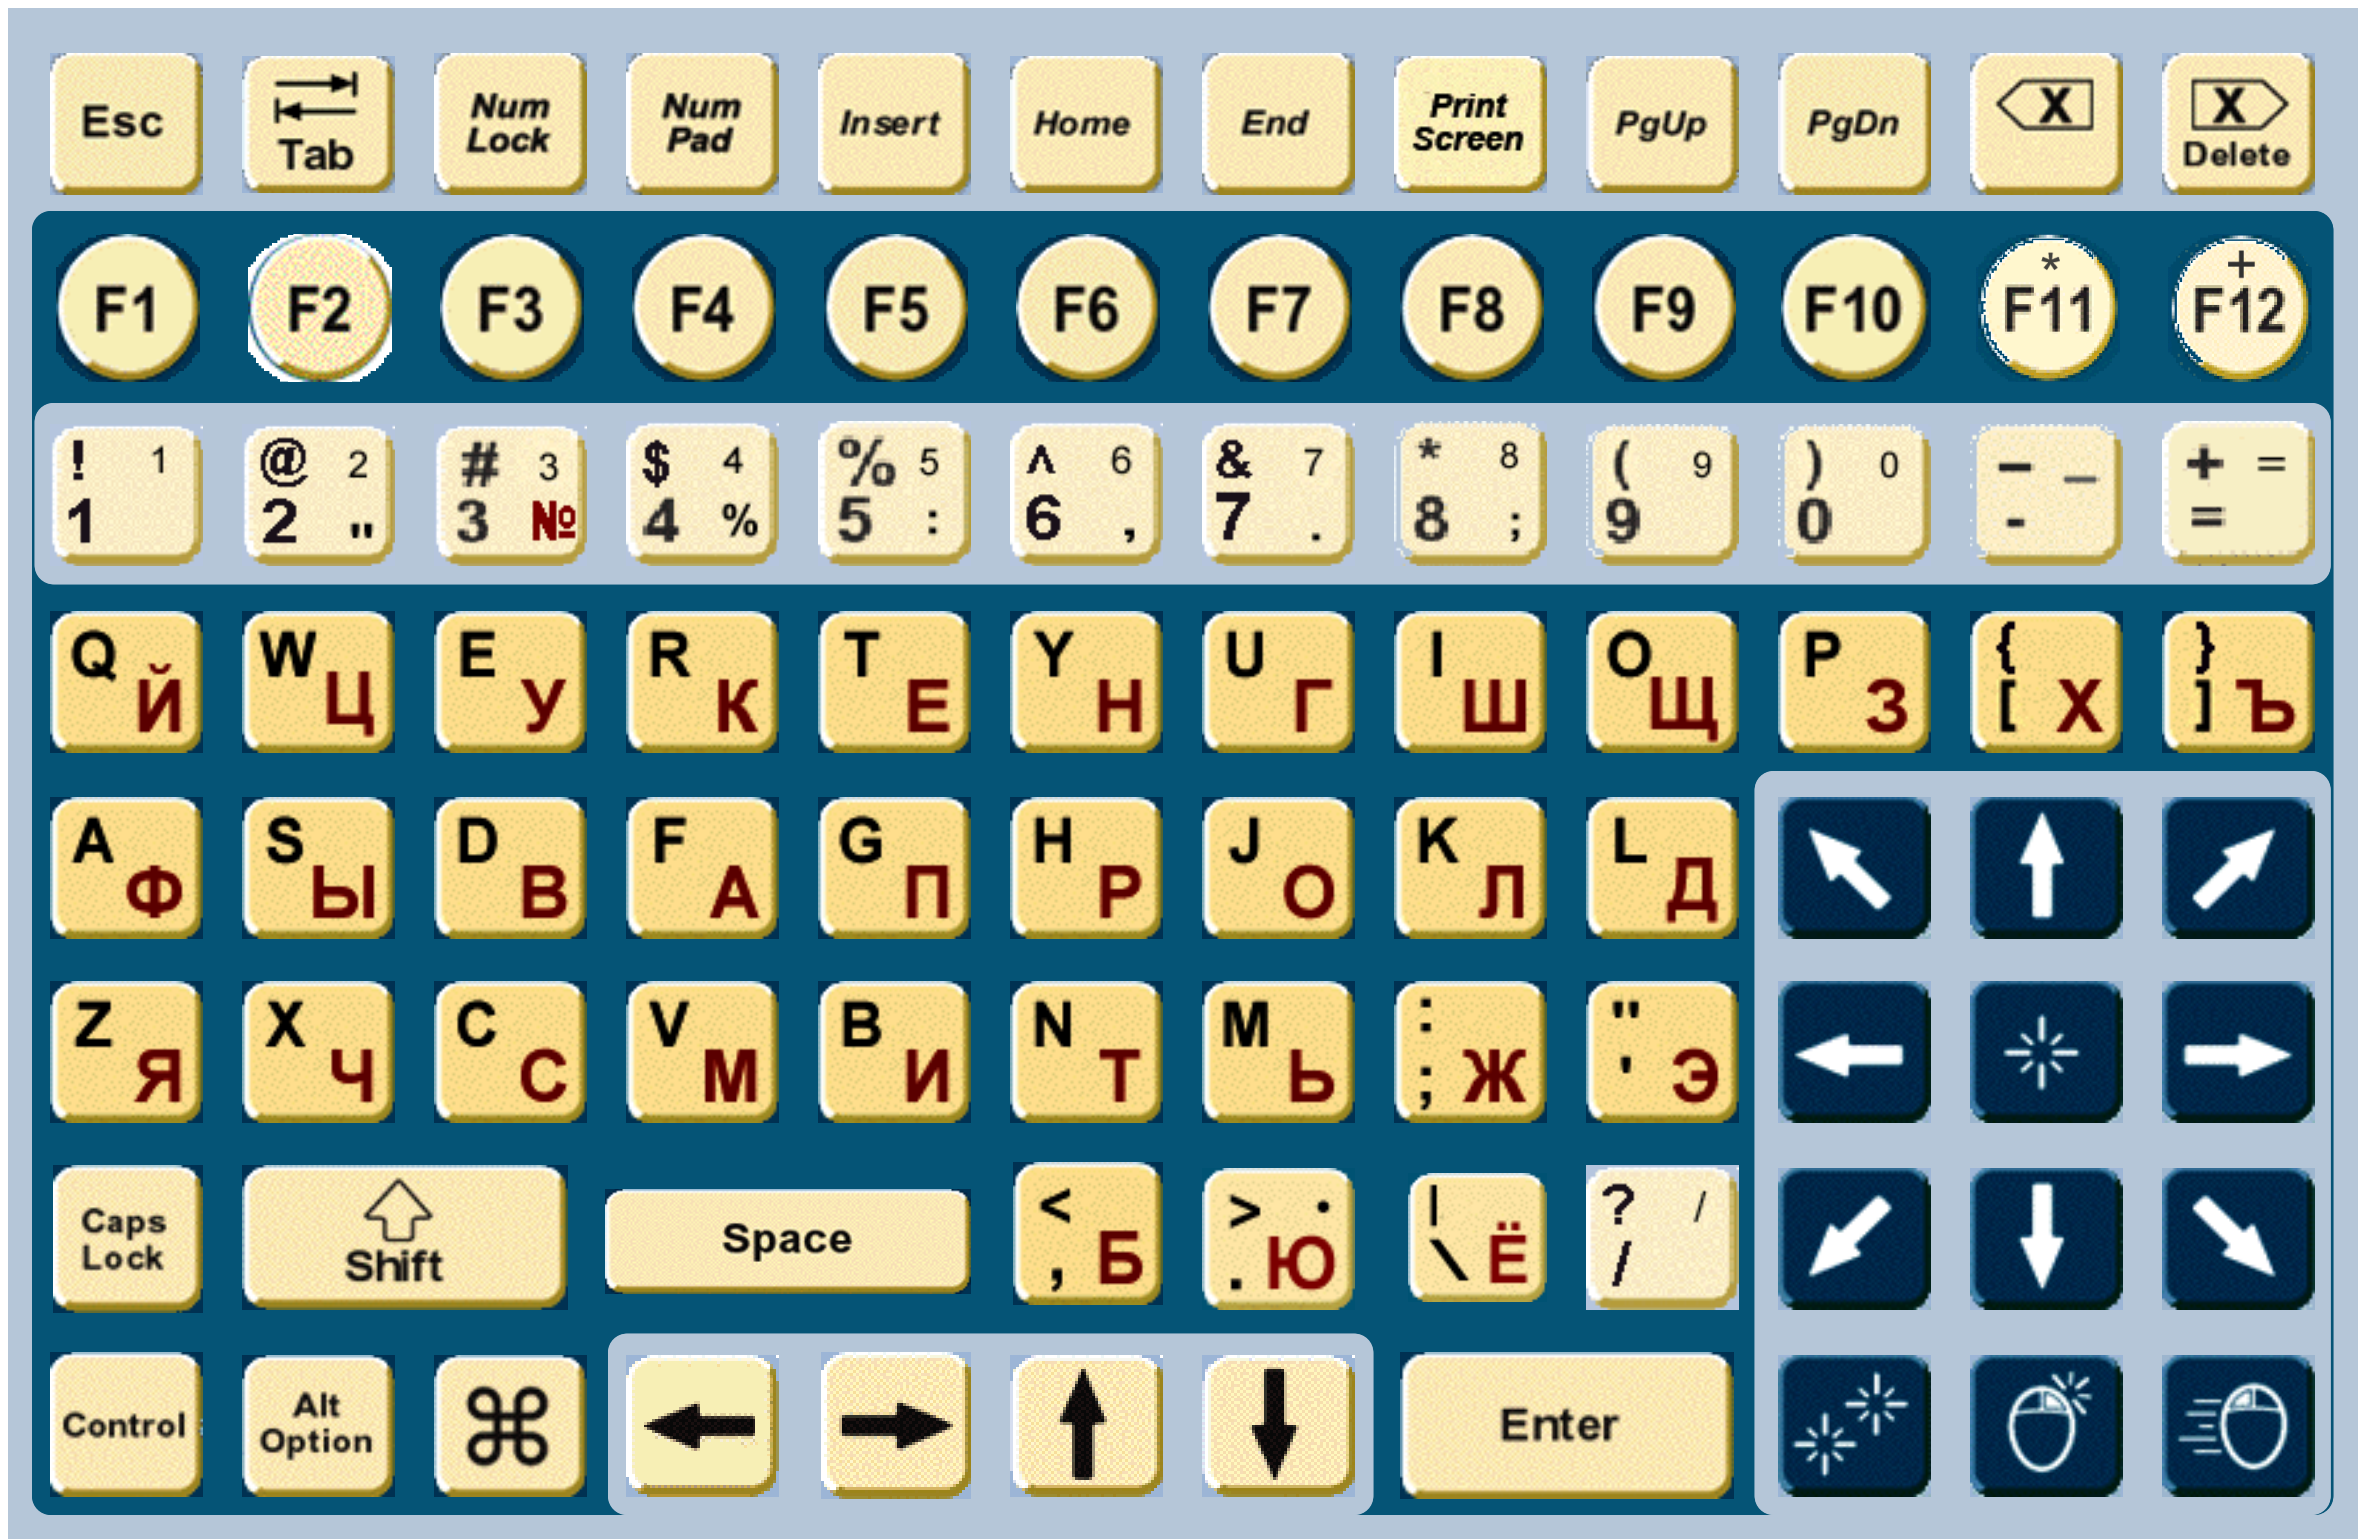 Esc Tab Num Lock Num Pad Insert Home End Print Screen PgUp PgDn X X Delete
F1 F2 F3 F4 F5 F6 F7 F8 F9 F10 * F11 + F12
! 1 @ 2 # 3 $ 4 % 5 ^ 6 & 7 * 8 ( 9 ) 0 – _ + =
1 2 " 3 № 4 % 5 : 6 , 7 . 8 ; 9 0 - =
Q Й W Ц E У R К T Е Y Н U Г I Ш O Щ P З { [ Х } ] Ъ
A Ф S Ы D В F А G П H Р J О K Л L Д
Z Я X Ч C С V М B И N Т M Ь : ; Ж " ' Э
Caps Lock Shift Space < , Б > . . Ю | \ Ё ? / /
Control Alt Option ⌘ Enter